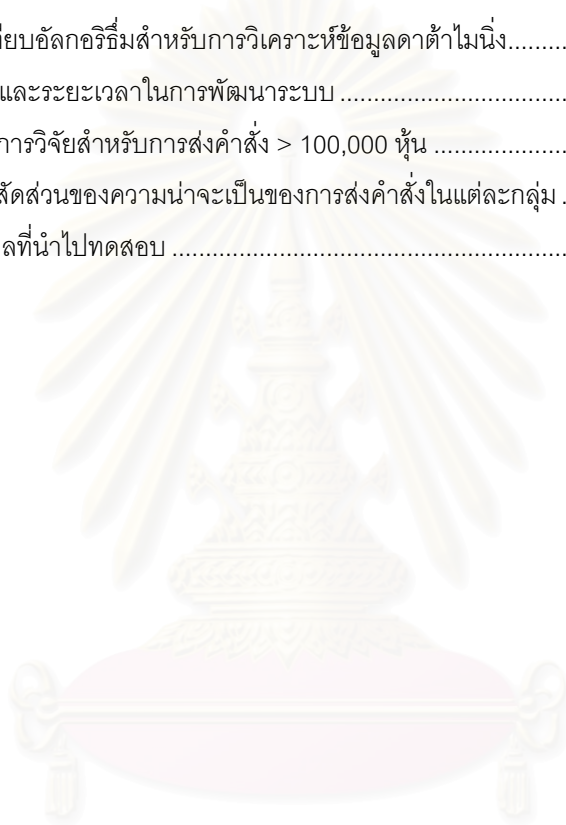 ียบอัลกอริธึ่มสำหรับการวิเคราะห์ข้อมูลดาต้าไมนิ่ง.........
และระยะเวลาในการพัฒนาระบบ ...................................
การวิจัยสำหรับการส่งคำสั่ง > 100,000 หุ้น .....................
สัดส่วนของความน่าจะเป็นของการส่งคำสั่งในแต่ละกลุ่ม .
ลที่นำไปทดสอบ ..........................................................